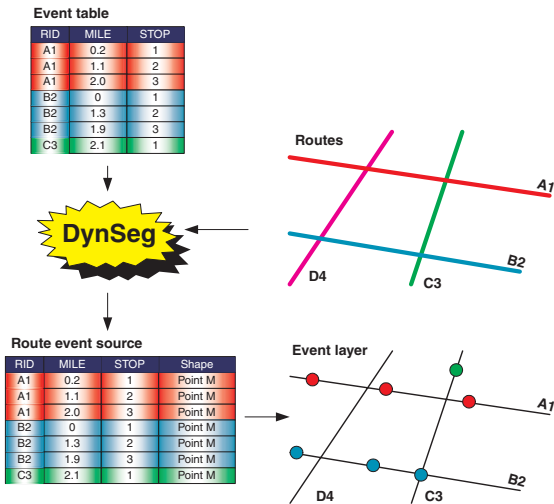 Event table
RID MILE STOP
A1 0.2 1
A1 1.1 2
A1 2.0 3
B2 0 1
B2 1.3 2
B2 1.9 3
C3 2.1 1
Routes
A1
B2
D4
C3
DynSeg
Route event source
RID MILE STOP Shape
A1 0.2 1 Point M
A1 1.1 2 Point M
A1 2.0 3 Point M
B2 0 1 Point M
B2 1.3 2 Point M
B2 1.9 3 Point M
C3 2.1 1 Point M
Event layer
A1
B2
D4
C3